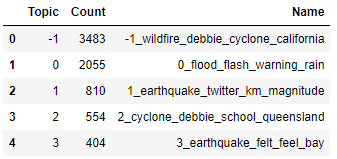 Topic Count Name
0 -1 3483 -1_wildfire_debbie_cyclone_california
1 0 2055 0_flood_flash_warning_rain
2 1 810 1_earthquake_twitter_km_magnitude
3 2 554 2_cyclone_debbie_school_queensland
4 3 404 3_earthquake_felt_feel_bay